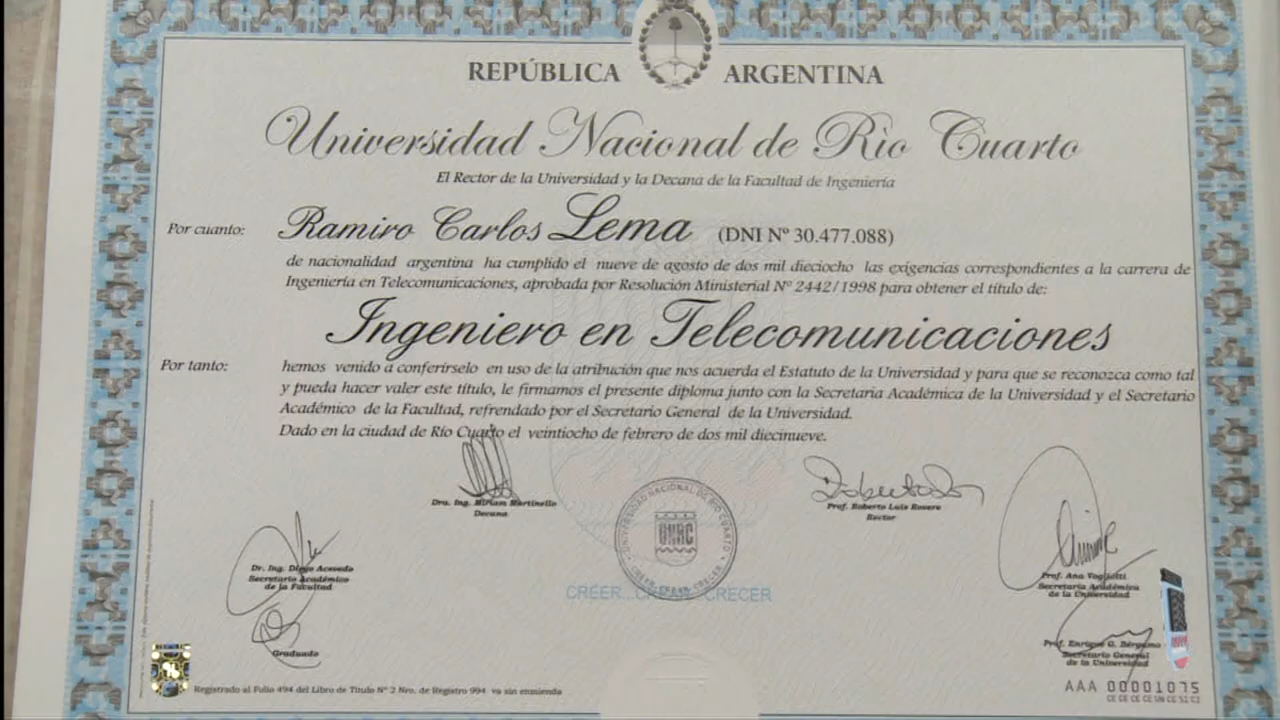 REPÚBLICA ARGENTINA
Universidad Nacional de Rìo Cuarto
El Rector de la Universidad y la Decana de la Facultad de Ingeniería
Por cuanto: Ramiro Carlos Lema (DNI Nº 30.477.088)
de nacionalidad argentina ha cumplido el nueve de agosto de dos mil dieciocho las exigencias correspondientes a la carrera de
Ingeniería en Telecomunicaciones, aprobada por Resolución Ministerial Nº 2442/1998 para obtener el título de:
Ingeniero en Telecomunicaciones
Por tanto: hemos venido a conferírselo en uso de la atribución que nos acuerda el Estatuto de la Universidad y para que se reconozca como tal
y pueda hacer valer este título, le firmamos el presente diploma junto con la Secretaria Académica de la Universidad y el Secretario
Académico de la Facultad, refrendado por el Secretario General de la Universidad.
Dado en la ciudad de Río Cuarto el veintiocho de febrero de dos mil diecinueve.
Dra. Ing. Miriam Martinello
Decana
Prof. Roberto Luis Rovere
Rector
UNIVERSIDAD NACIONAL DE RIO CUARTO
UNRC
CREER...CREAR...CRECER
Dr. Ing. Diego Acevedo
Secretario Académico
de la Facultad
Prof. Ana Vogliotti
Secretaria Académica
de la Universidad
CREER...CREAR...CRECER
Graduado
Prof. Enrique G. Bérgamo
Secretario General
de la Universidad
Registrado al Folio 494 del Libro de Título Nº 2 Nro. de Registro 994 va sin enmienda
AAA 00001075